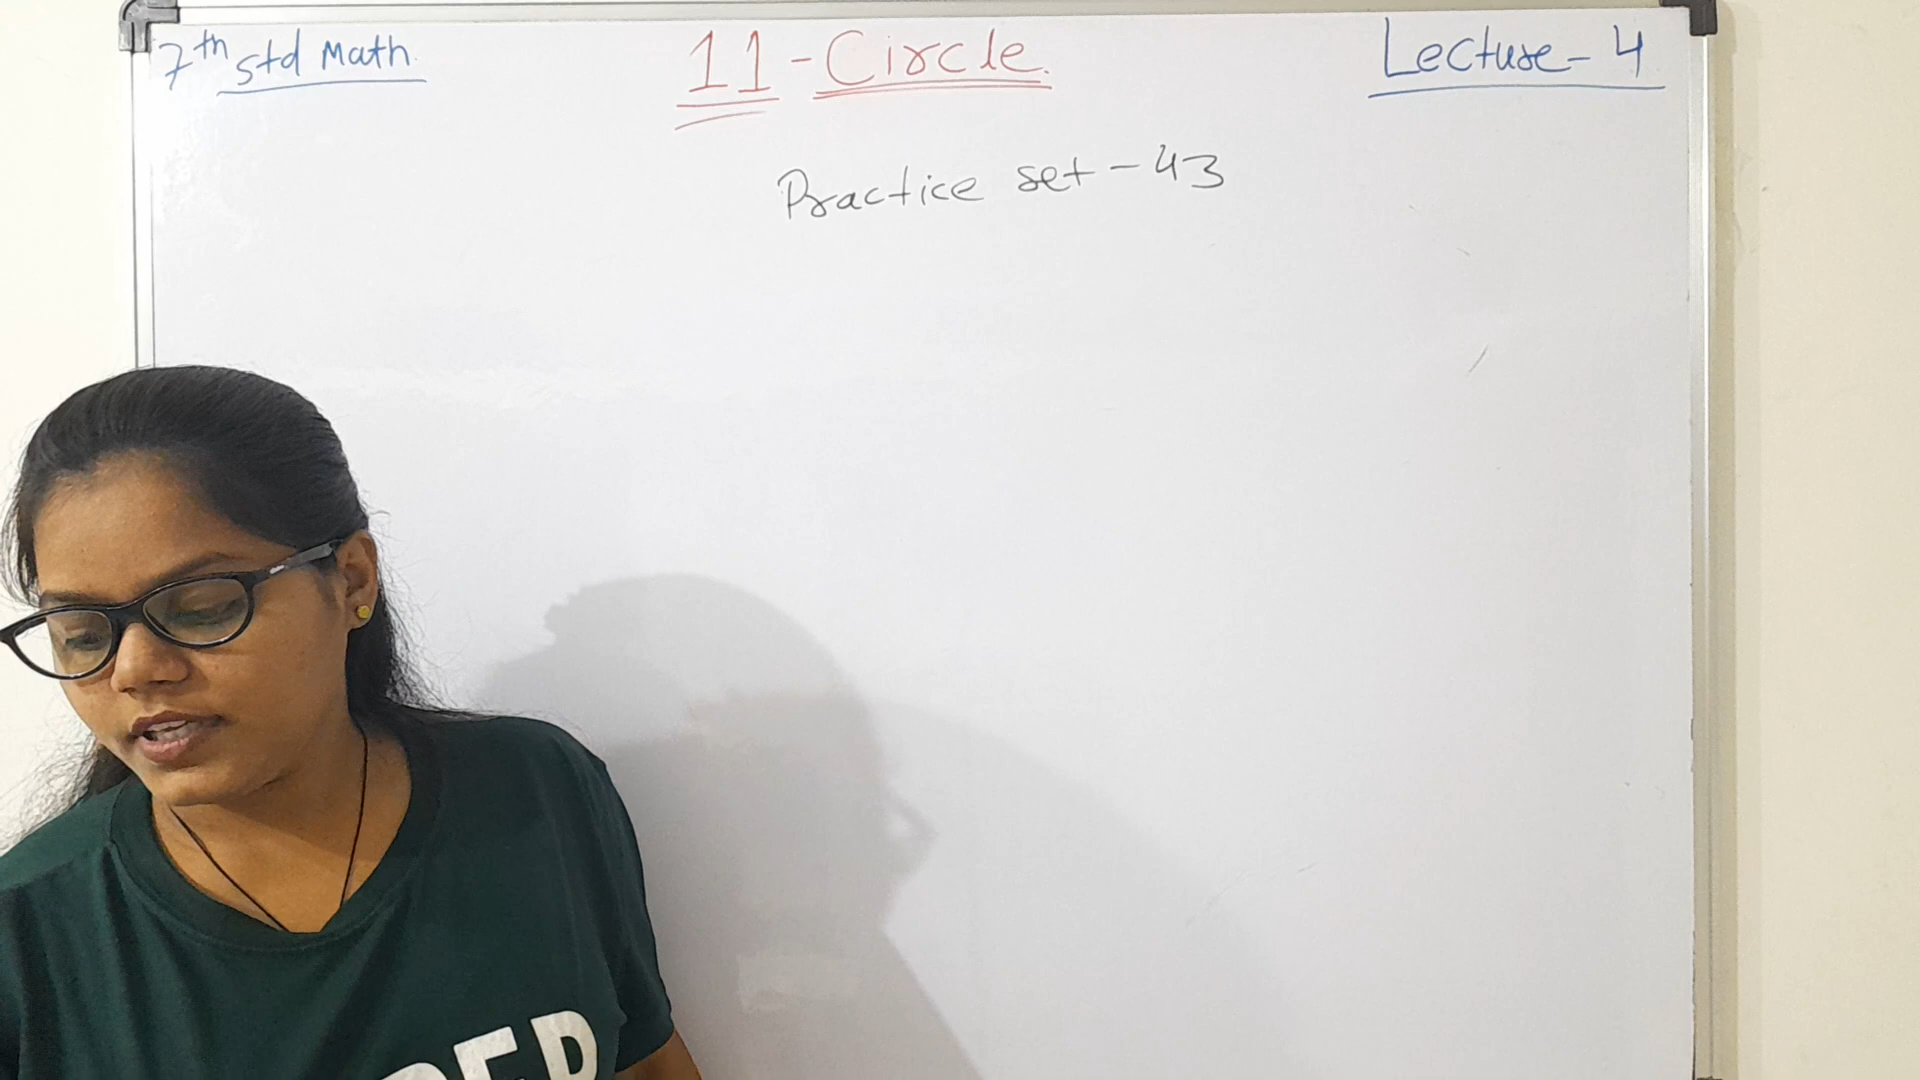 7th std Math.
11-Circle.
Lecture-4
Practice set-43